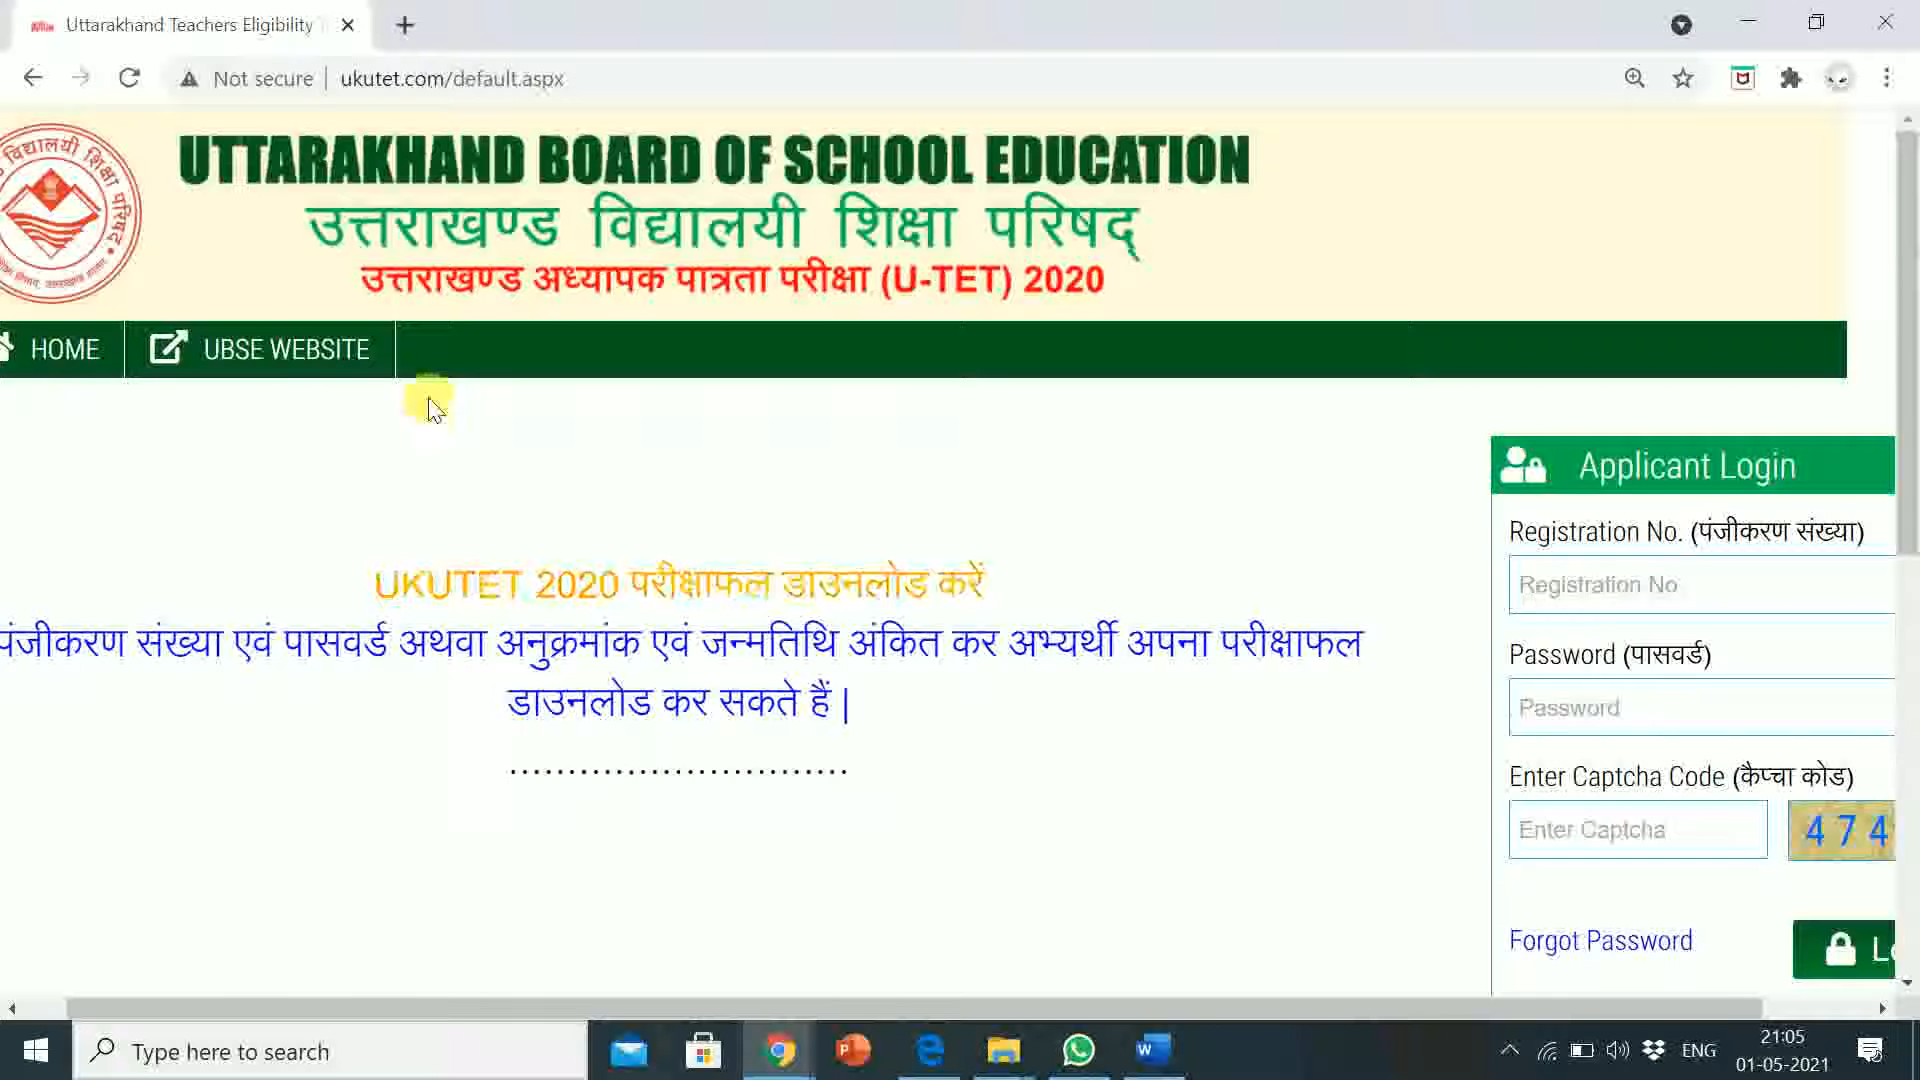 Uttarakhand Teachers Eligibility
Not secure | ukutet.com/default.aspx
विद्यालयी शिक्षा परिषद
UTTARAKHAND BOARD OF SCHOOL EDUCATION
उत्तराखण्ड विद्यालयी शिक्षा परिषद्
उत्तराखण्ड अध्यापक पात्रता परीक्षा (U-TET) 2020
HOME
UBSE WEBSITE
Applicant Login
Registration No. (पंजीकरण संख्या)
Registration No
UKUTET 2020 परीक्षाफल डाउनलोड करें
पंजीकरण संख्या एवं पासवर्ड अथवा अनुक्रमांक एवं जन्मतिथि अंकित कर अभ्यर्थी अपना परीक्षाफल
डाउनलोड कर सकते हैं |
.............................
Password (पासवर्ड)
Password
Enter Captcha Code (कैप्चा कोड)
Enter Captcha
474
Forgot Password
Type here to search
ENG
21:05
01-05-2021